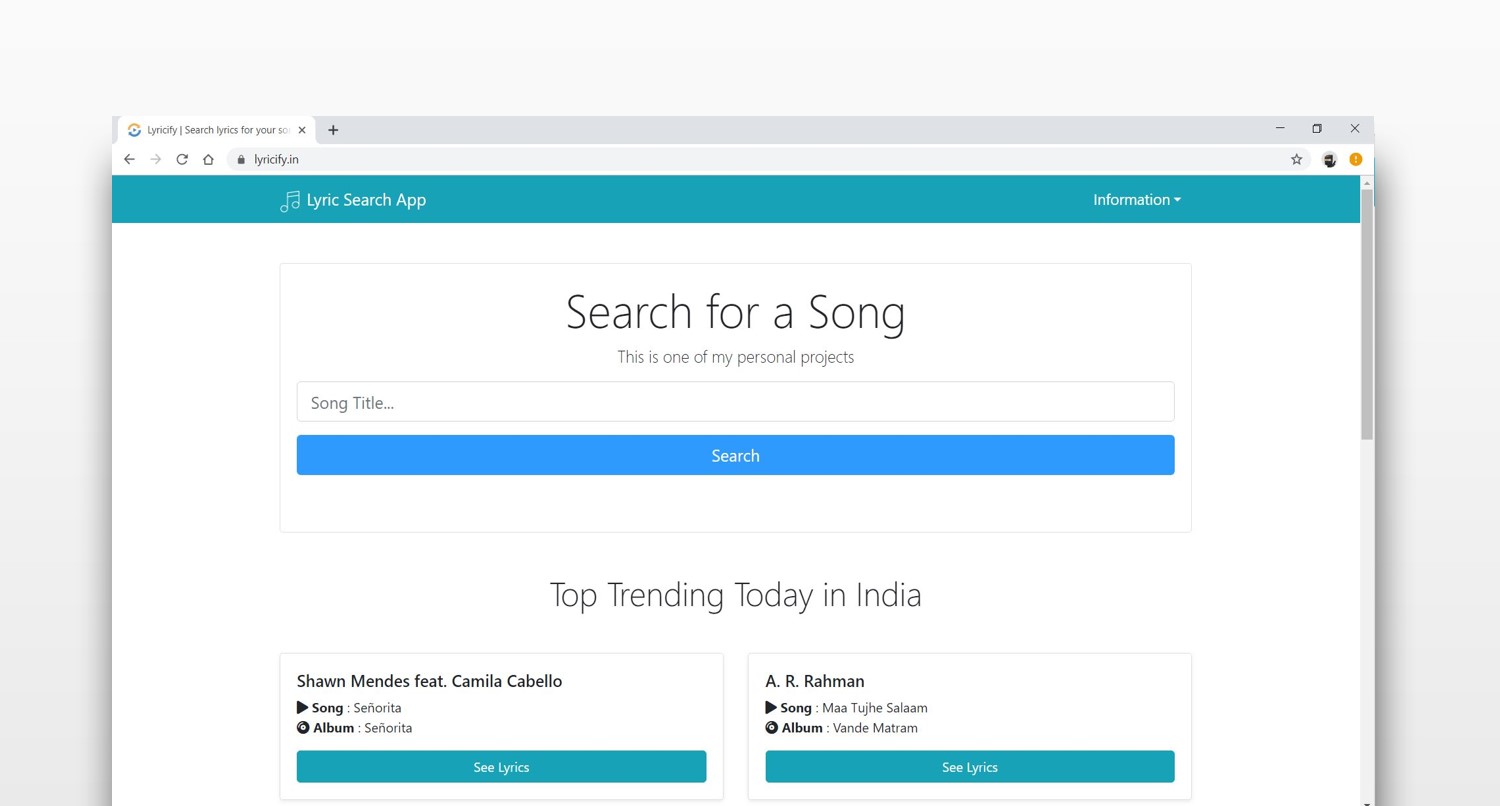 Lyricify | Search lyrics for your so
lyricify.in
Lyric Search App
Information
Search for a Song
This is one of my personal projects
Song Title...
Search
Top Trending Today in India
Shawn Mendes feat. Camila Cabello
Song : Señorita
Album : Señorita
See Lyrics
A. R. Rahman
Song : Maa Tujhe Salaam
Album : Vande Matram
See Lyrics